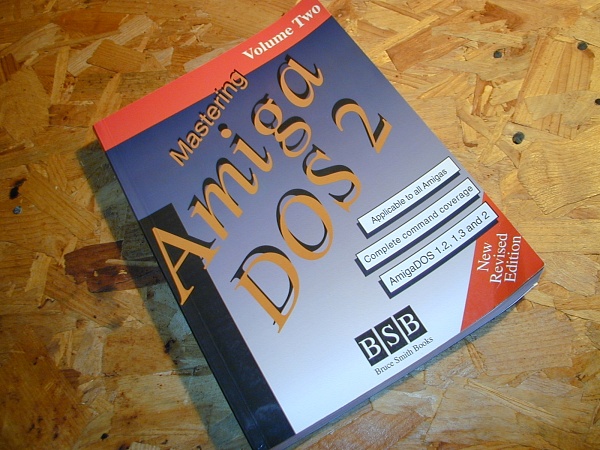 Volume Two
Mastering
Amiga
DOS 2
Applicable to all Amigas
Complete command coverage
AmigaDOS 1.2, 1.3 and 2
New
Revised
Edition
BSB
Bruce Smith Books